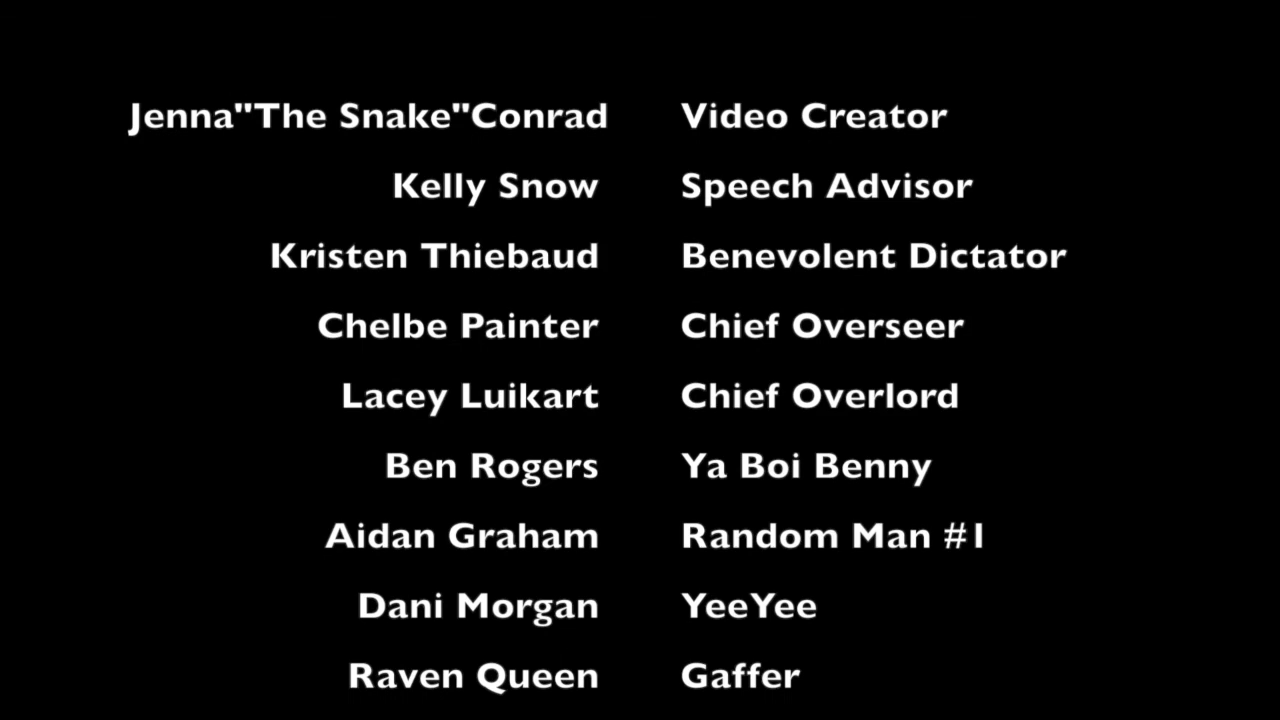 Jenna"The Snake"Conrad Video Creator
Kelly Snow Speech Advisor
Kristen Thiebaud Benevolent Dictator
Chelbe Painter Chief Overseer
Lacey Luikart Chief Overlord
Ben Rogers Ya Boi Benny
Aidan Graham Random Man #1
Dani Morgan YeeYee
Raven Queen Gaffer